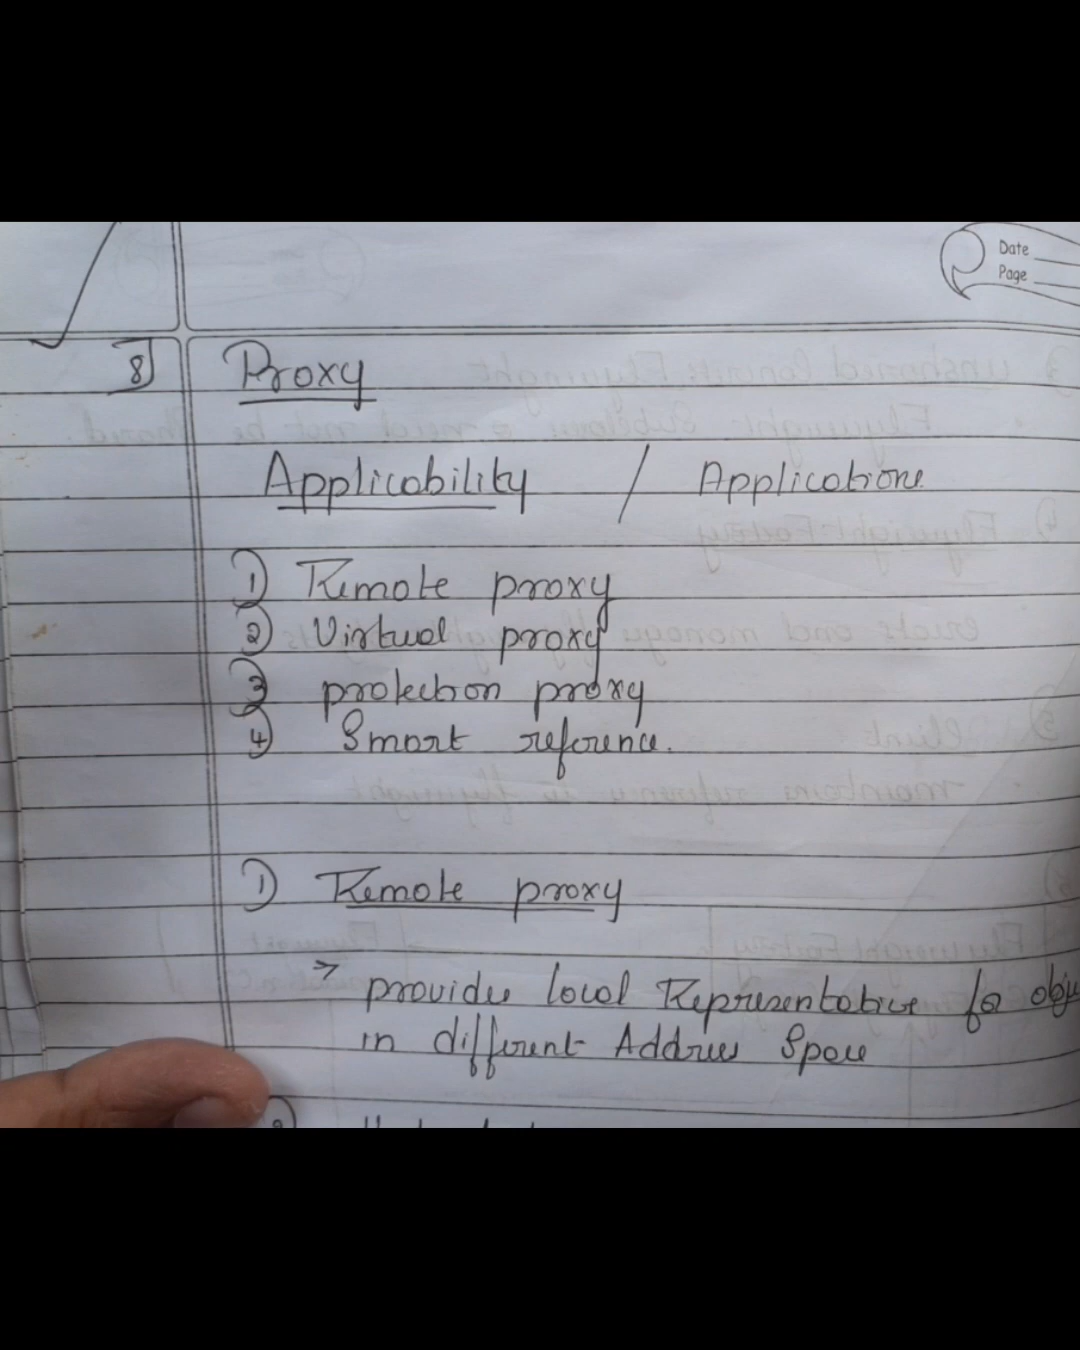 Date
Page
8] Proxy
Applicability / Applications
① Remote proxy
② Virtual proxy
③ protection proxy
④ Smart reference.
① Remote proxy
→ provides local Representative for obje
in different Address Space